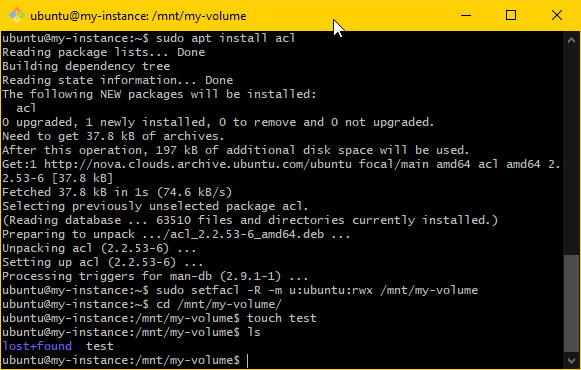 ubuntu@my-instance: /mnt/my-volume
ubuntu@my-instance:~$ sudo apt install acl
Reading package lists... Done
Building dependency tree
Reading state information... Done
The following NEW packages will be installed:
  acl
0 upgraded, 1 newly installed, 0 to remove and 0 not upgraded.
Need to get 37.8 kB of archives.
After this operation, 197 kB of additional disk space will be used.
Get:1 http://nova.clouds.archive.ubuntu.com/ubuntu focal/main amd64 acl amd64 2.
2.53-6 [37.8 kB]
Fetched 37.8 kB in 1s (74.6 kB/s)
Selecting previously unselected package acl.
(Reading database ... 63510 files and directories currently installed.)
Preparing to unpack .../acl_2.2.53-6_amd64.deb ...
Unpacking acl (2.2.53-6) ...
Setting up acl (2.2.53-6) ...
Processing triggers for man-db (2.9.1-1) ...
ubuntu@my-instance:~$ sudo setfacl -R -m u:ubuntu:rwx /mnt/my-volume
ubuntu@my-instance:~$ cd /mnt/my-volume/
ubuntu@my-instance:/mnt/my-volume$ touch test
ubuntu@my-instance:/mnt/my-volume$ ls
lost+found  test
ubuntu@my-instance:/mnt/my-volume$